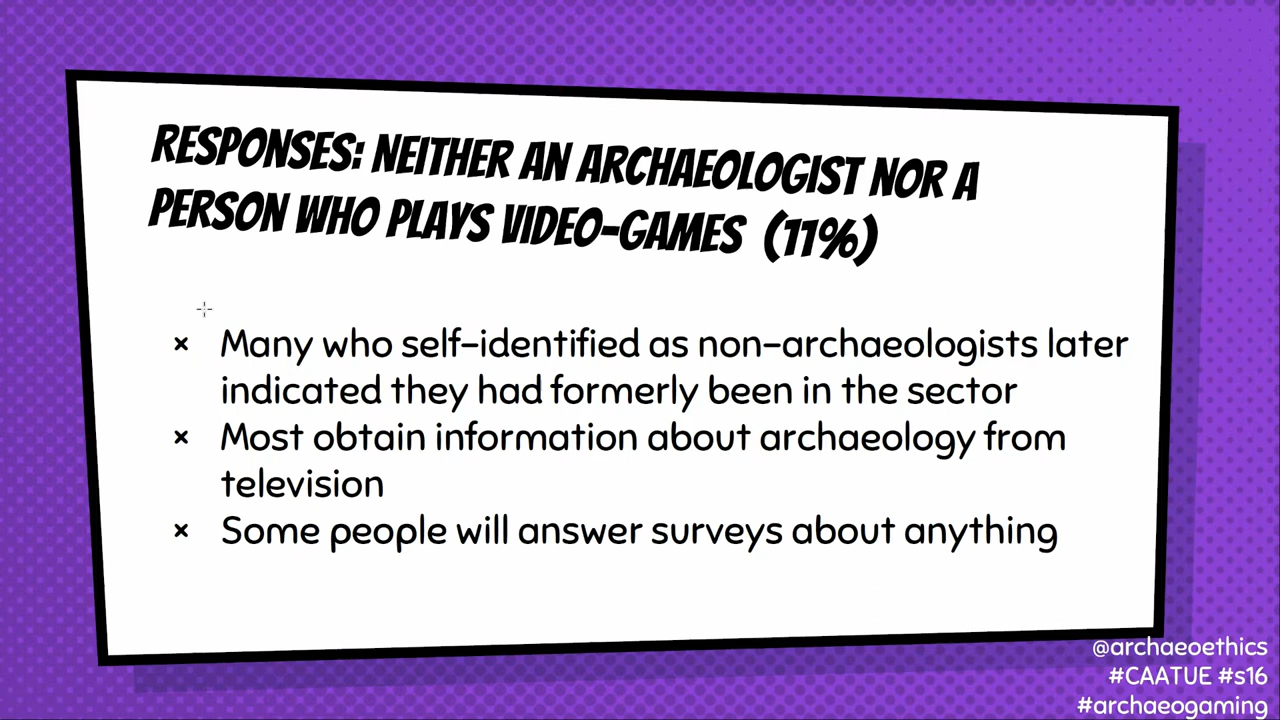 RESPONSES: NEITHER AN ARCHAEOLOGIST NOR A
PERSON WHO PLAYS VIDEO-GAMES (11%)
× Many who self-identified as non-archaeologists later
indicated they had formerly been in the sector
× Most obtain information about archaeology from
television
× Some people will answer surveys about anything
@archaeoethics
#CAATUE #s16
#archaeogaming